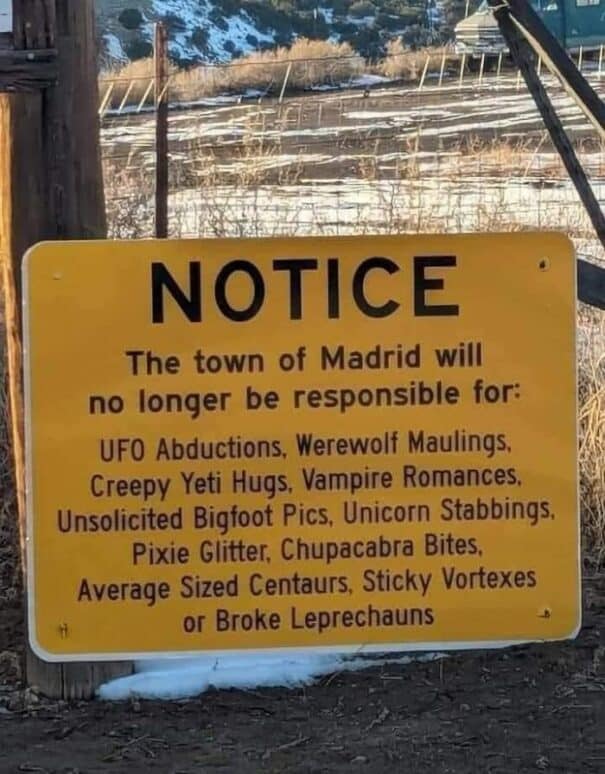 NOTICE
The town of Madrid will
no longer be responsible for:
UFO Abductions, Werewolf Maulings,
Creepy Yeti Hugs, Vampire Romances,
Unsolicited Bigfoot Pics, Unicorn Stabbings,
Pixie Glitter, Chupacabra Bites,
Average Sized Centaurs, Sticky Vortexes
or Broke Leprechauns